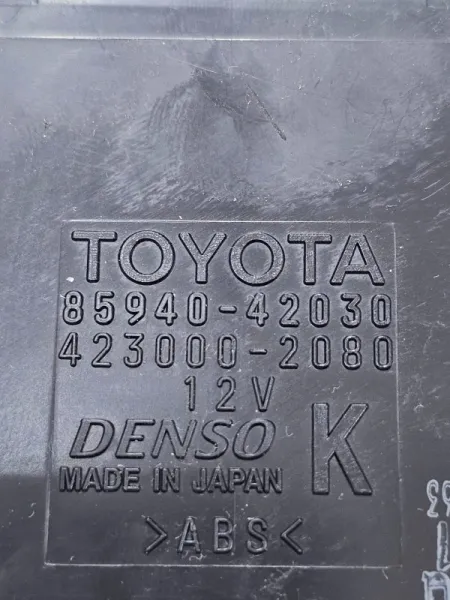 TOYOTA
85940-42030
423000-2080
12V
DENSO K
MADE IN JAPAN
>ABS<